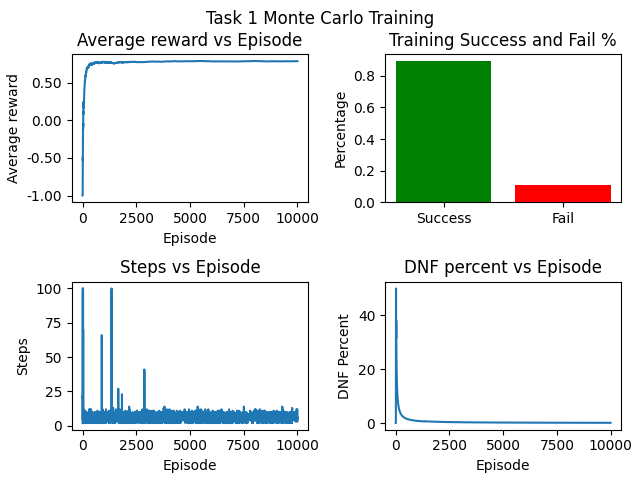 Task 1 Monte Carlo Training
Average reward vs Episode
Average reward
0.50
0.00
-0.50
-1.00
0 2500 5000 7500 10000
Episode
Training Success and Fail %
Percentage
0.8
0.6
0.4
0.2
0.0
Success Fail
Steps vs Episode
Steps
100
75
50
25
0
0 2500 5000 7500 10000
Episode
DNF percent vs Episode
DNF Percent
40
20
0
0 2500 5000 7500 10000
Episode